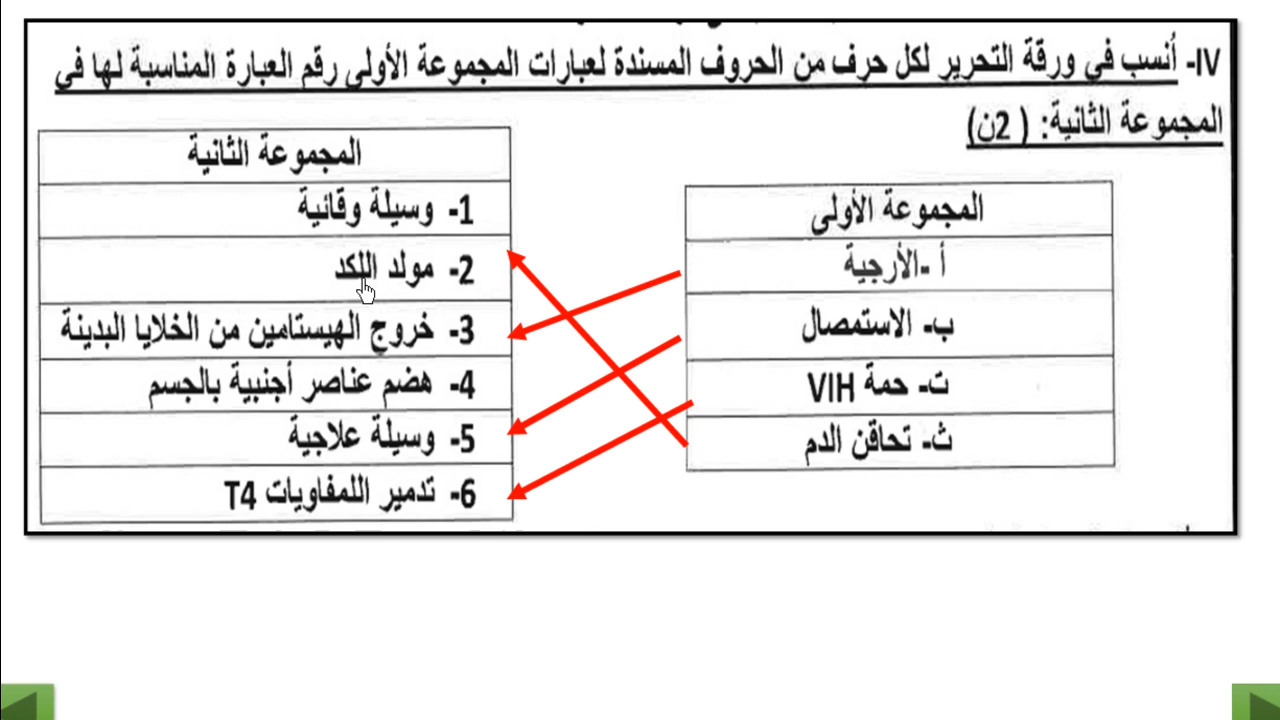 IV- أنسب في ورقة التحرير لكل حرف من الحروف المسندة لعبارات المجموعة الأولى رقم العبارة المناسبة لها في
المجموعة الثانية: ( 2ن)
المجموعة الأولى
أ -الأرجية
ب- الاستمصال
ت- حمة VIH
ث- تحاقن الدم
المجموعة الثانية
1- وسيلة وقائية
2- مولد اللكد
3- خروج الهيستامين من الخلايا البدينة
4- هضم عناصر أجنبية بالجسم
5- وسيلة علاجية
6- تدمير اللمفاويات T4